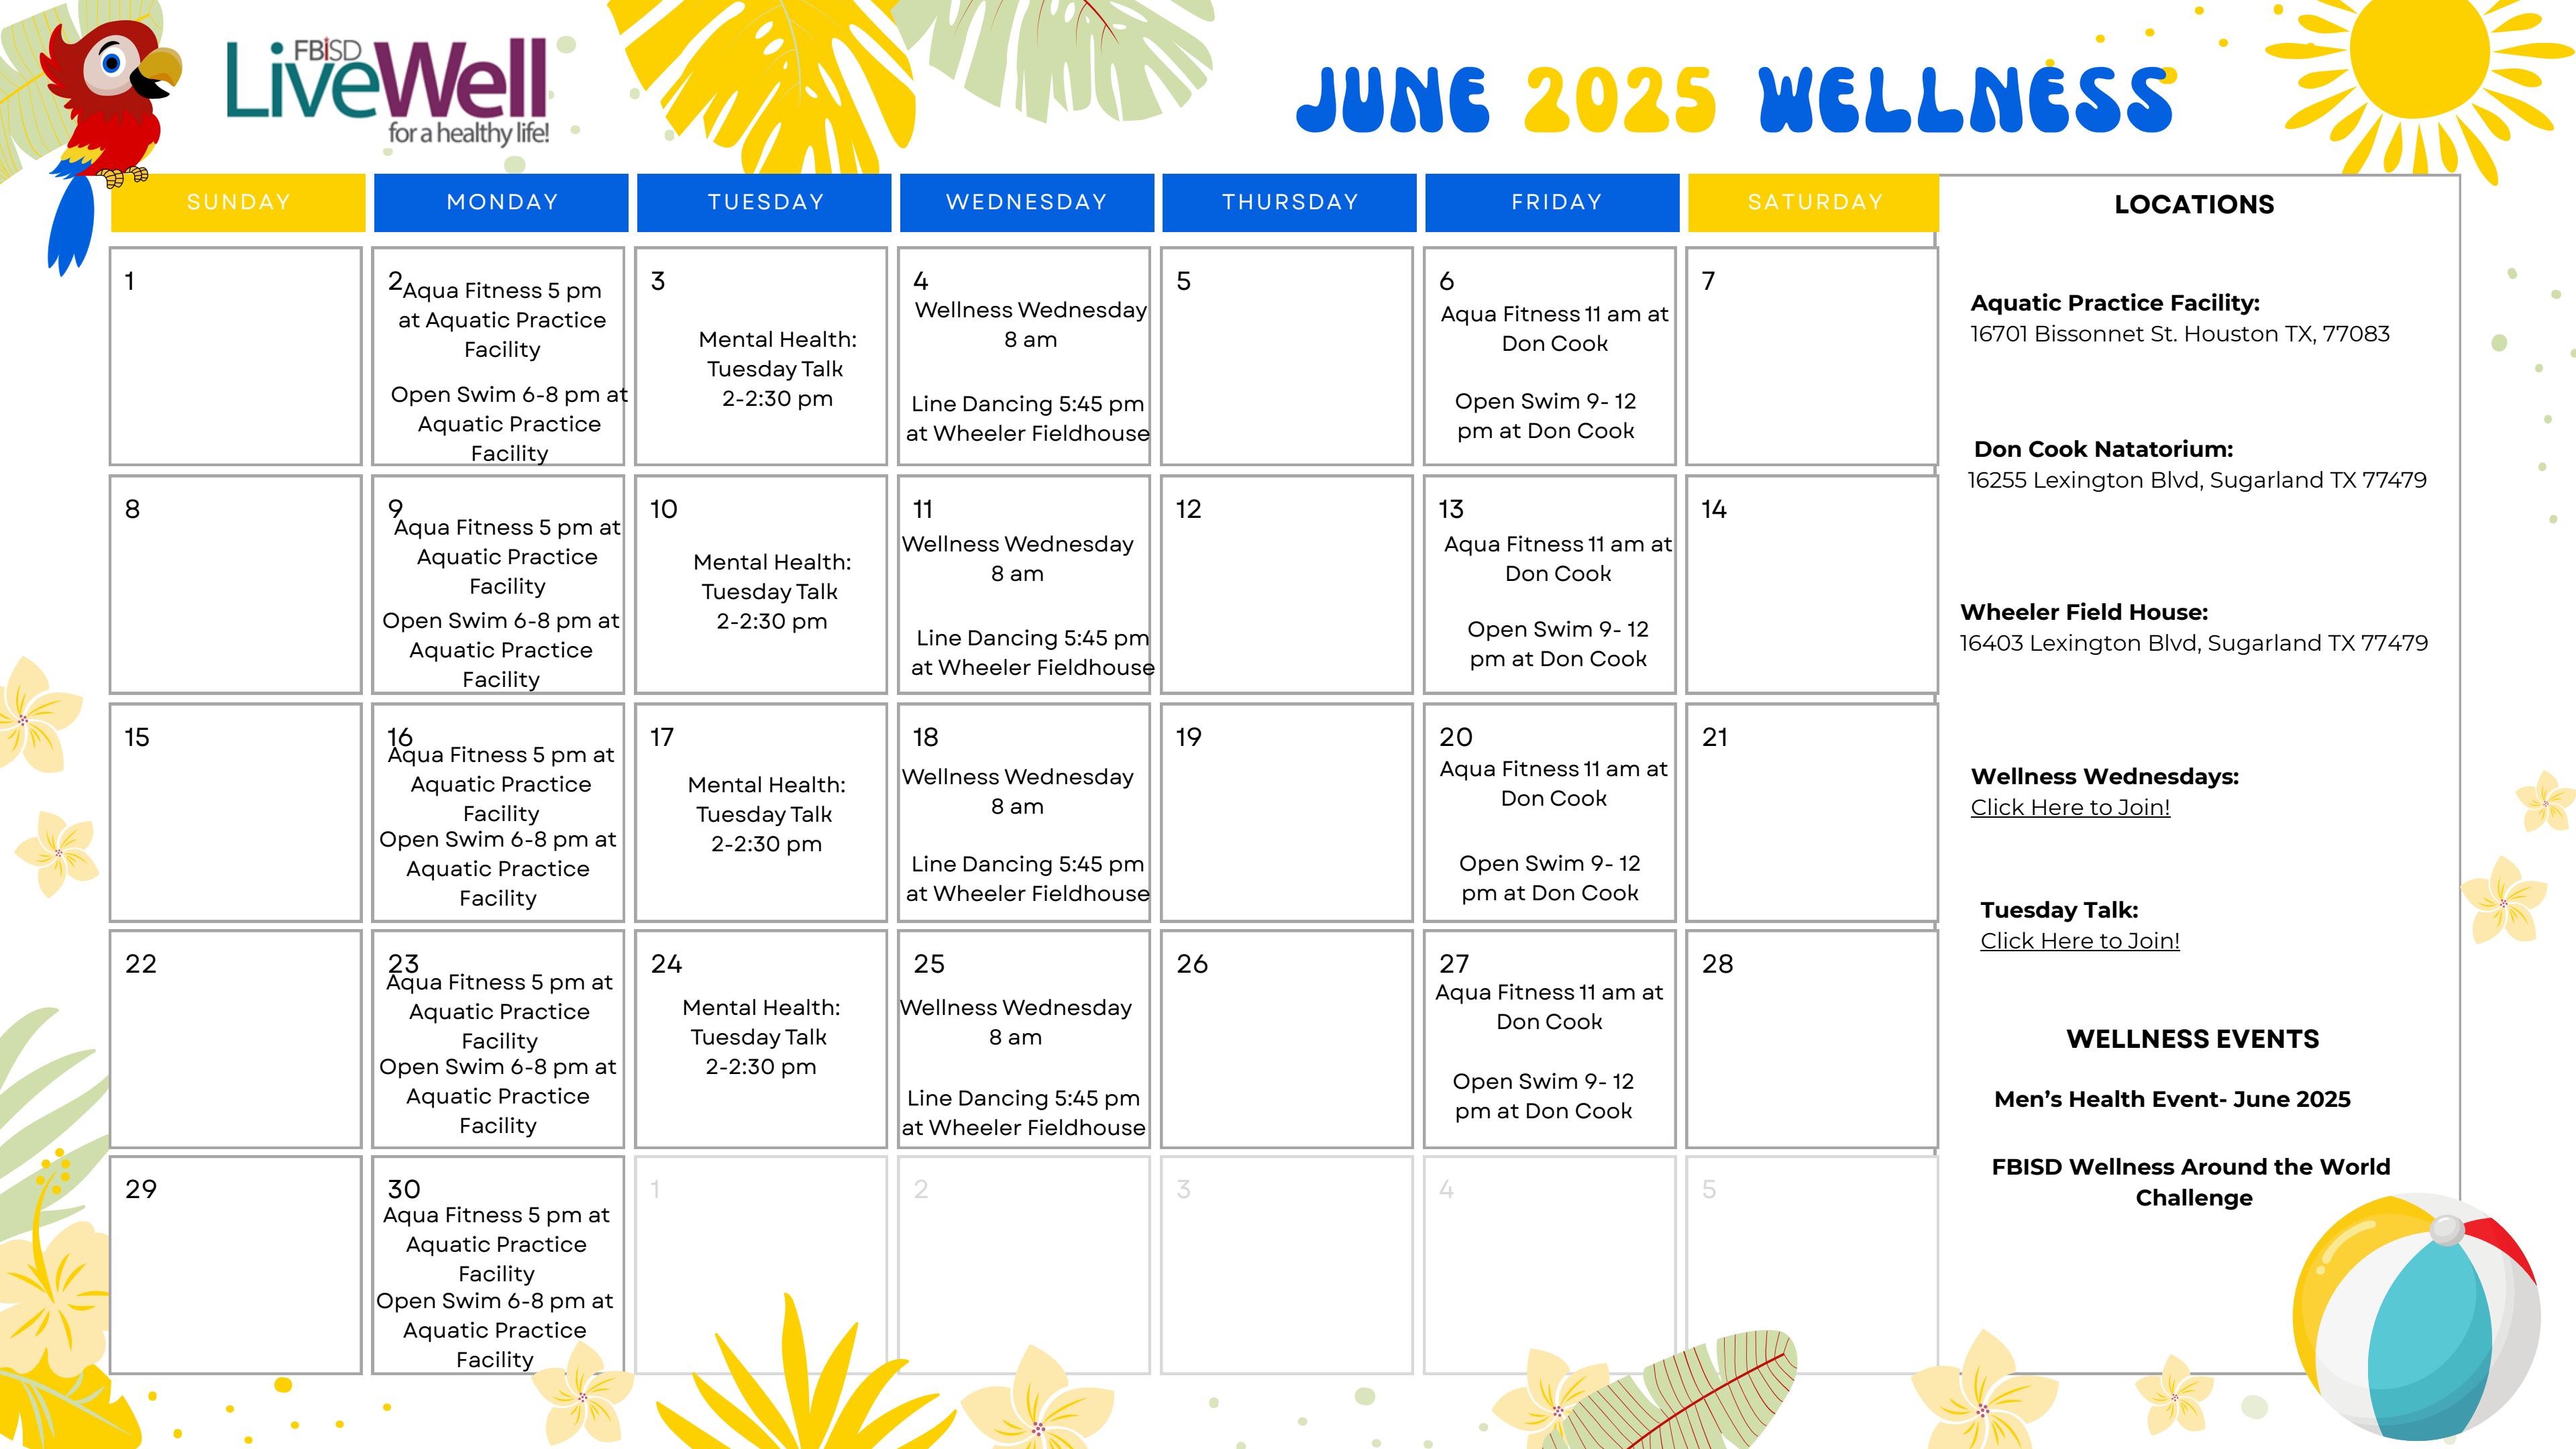 FBISD
LiveWell
for a healthy life!
JUNE 2025 WELLNESS
SUNDAY
MONDAY
TUESDAY
WEDNESDAY
THURSDAY
FRIDAY
SATURDAY
1
2
Aqua Fitness 5 pm
at Aquatic Practice
Facility
Open Swim 6-8 pm at
Aquatic Practice
Facility
3
Mental Health:
Tuesday Talk
2-2:30 pm
4
Wellness Wednesday
8 am
Line Dancing 5:45 pm
at Wheeler Fieldhouse
5
6
Aqua Fitness 11 am at
Don Cook
Open Swim 9- 12
pm at Don Cook
7
8
9
Aqua Fitness 5 pm at
Aquatic Practice
Facility
Open Swim 6-8 pm at
Aquatic Practice
Facility
10
Mental Health:
Tuesday Talk
2-2:30 pm
11
Wellness Wednesday
8 am
Line Dancing 5:45 pm
at Wheeler Fieldhouse
12
13
Aqua Fitness 11 am at
Don Cook
Open Swim 9- 12
pm at Don Cook
14
15
16
Aqua Fitness 5 pm at
Aquatic Practice
Facility
Open Swim 6-8 pm at
Aquatic Practice
Facility
17
Mental Health:
Tuesday Talk
2-2:30 pm
18
Wellness Wednesday
8 am
Line Dancing 5:45 pm
at Wheeler Fieldhouse
19
20
Aqua Fitness 11 am at
Don Cook
Open Swim 9- 12
pm at Don Cook
21
22
23
Aqua Fitness 5 pm at
Aquatic Practice
Facility
Open Swim 6-8 pm at
Aquatic Practice
Facility
24
Mental Health:
Tuesday Talk
2-2:30 pm
25
Wellness Wednesday
8 am
Line Dancing 5:45 pm
at Wheeler Fieldhouse
26
27
Aqua Fitness 11 am at
Don Cook
Open Swim 9- 12
pm at Don Cook
28
29
30
Aqua Fitness 5 pm at
Aquatic Practice
Facility
Open Swim 6-8 pm at
Aquatic Practice
Facility
1
2
3
4
5
LOCATIONS
Aquatic Practice Facility:
16701 Bissonnet St. Houston TX, 77083
Don Cook Natatorium:
16255 Lexington Blvd, Sugarland TX 77479
Wheeler Field House:
16403 Lexington Blvd, Sugarland TX 77479
Wellness Wednesdays:
Click Here to Join!
Tuesday Talk:
Click Here to Join!
WELLNESS EVENTS
Men’s Health Event- June 2025
FBISD Wellness Around the World
Challenge